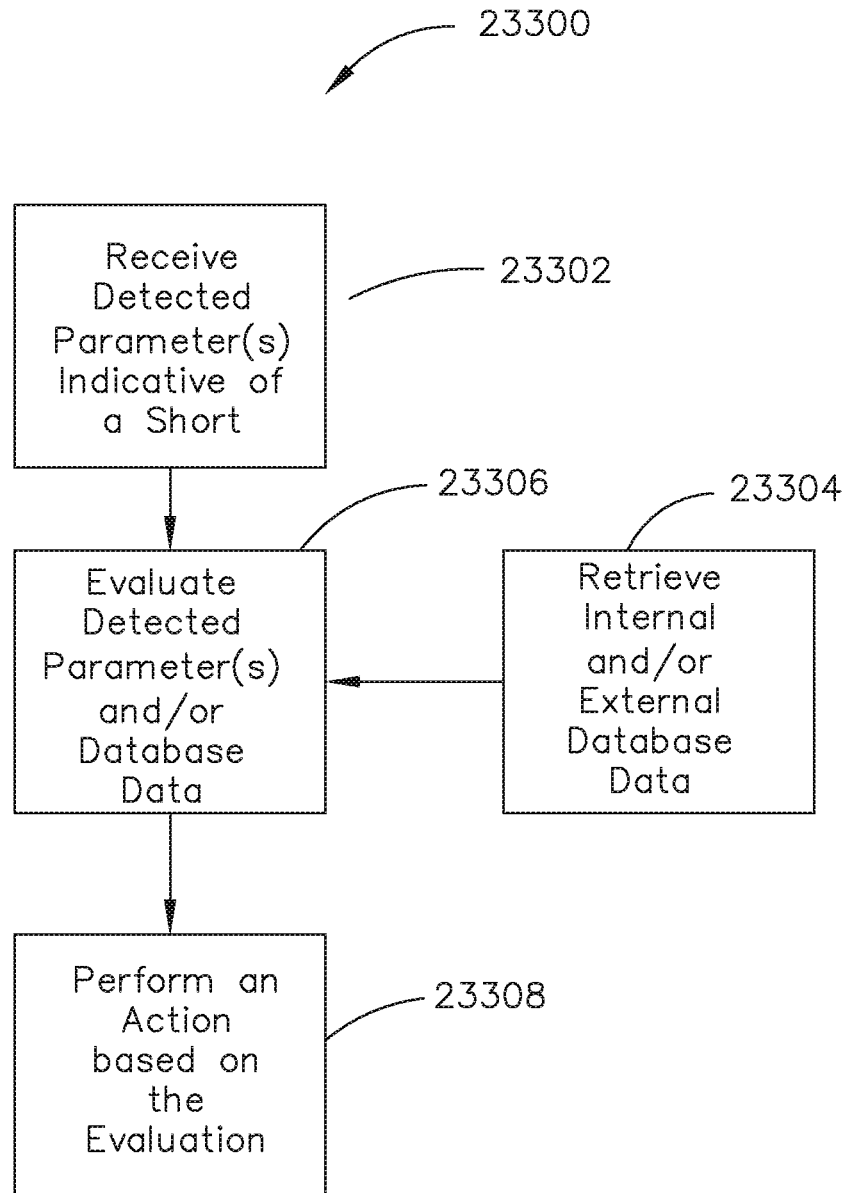 23300
Receive
Detected
Parameter(s)
Indicative of
a Short
23302
23306
Evaluate
Detected
Parameter(s)
and/or
Database
Data
23304
Retrieve
Internal
and/or
External
Database
Data
Perform an
Action
based on
the
Evaluation
23308